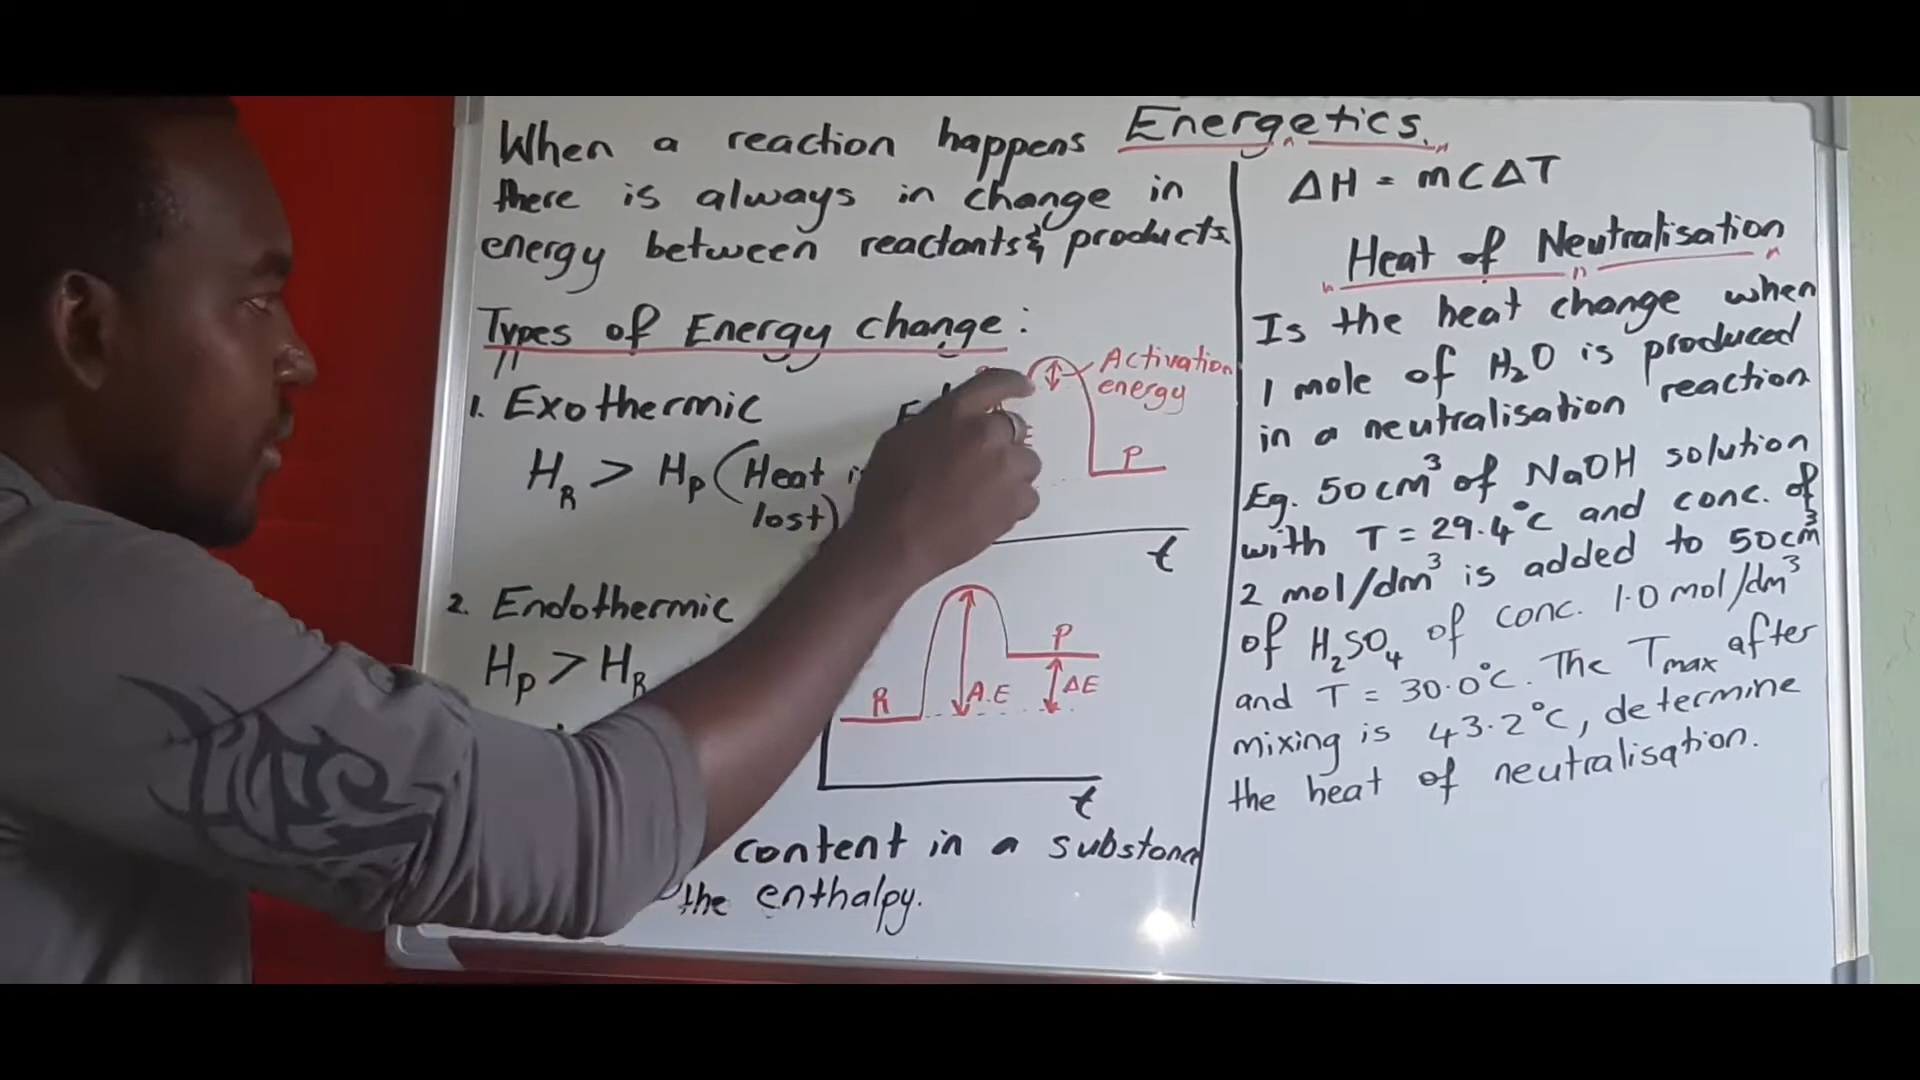 When a reaction happens
there is always in change in
energy between reactants & products
Types of Energy change:
1. Exothermic
H_R > H_P (Heat
lost)
Activation
energy
P
t
2. Endothermic
H_P > H_R
R
A.E
P
ΔE
t
content in a
the enthalpy.
Energetics
ΔH = mCΔT
Heat of Neutralisation
Is the heat change when
1 mole of H₂O is produced
in a neutralisation reaction
Eg. 50cm³ of NaOH solution
with T = 29.4°C and conc. of
2 mol/dm³ is added to 50cm³
of H₂SO₄ of conc. 1.0 mol/dm³
and T = 30.0°C. The Tmax after
mixing is 43.2°C, determine
the heat of neutralisation.